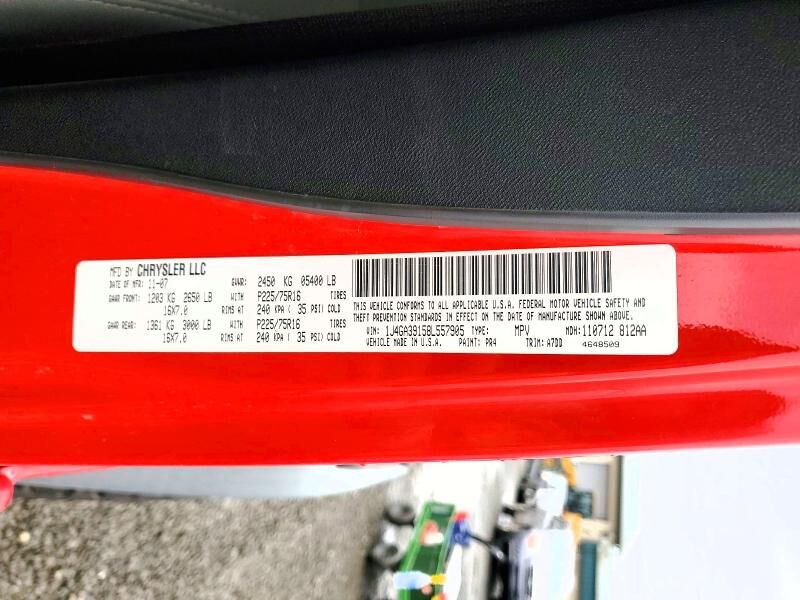 MFD BY CHRYSLER LLC
DATE OF MFR: 11-07 GVWR: 2450 KG 05400 LB
GAWR FRONT: 1203 KG 2650 LB WITH P225/75R16 TIRES
16X7.0 RIMS AT 240 KPA ( 35 PSI) COLD
GAWR REAR: 1361 KG 3000 LB WITH P225/75R16 TIRES
16X7.0 RIMS AT 240 KPA ( 35 PSI) COLD
THIS VEHICLE CONFORMS TO ALL APPLICABLE U.S.A. FEDERAL MOTOR VEHICLE SAFETY AND
THEFT PREVENTION STANDARDS IN EFFECT ON THE DATE OF MANUFACTURE SHOWN ABOVE.
VIN: 1J4GA39158L557905 TYPE: MPV MDH: 110712 812AA
VEHICLE MADE IN U.S.A. PAINT: PR4 TRIM: A7DD 4648509